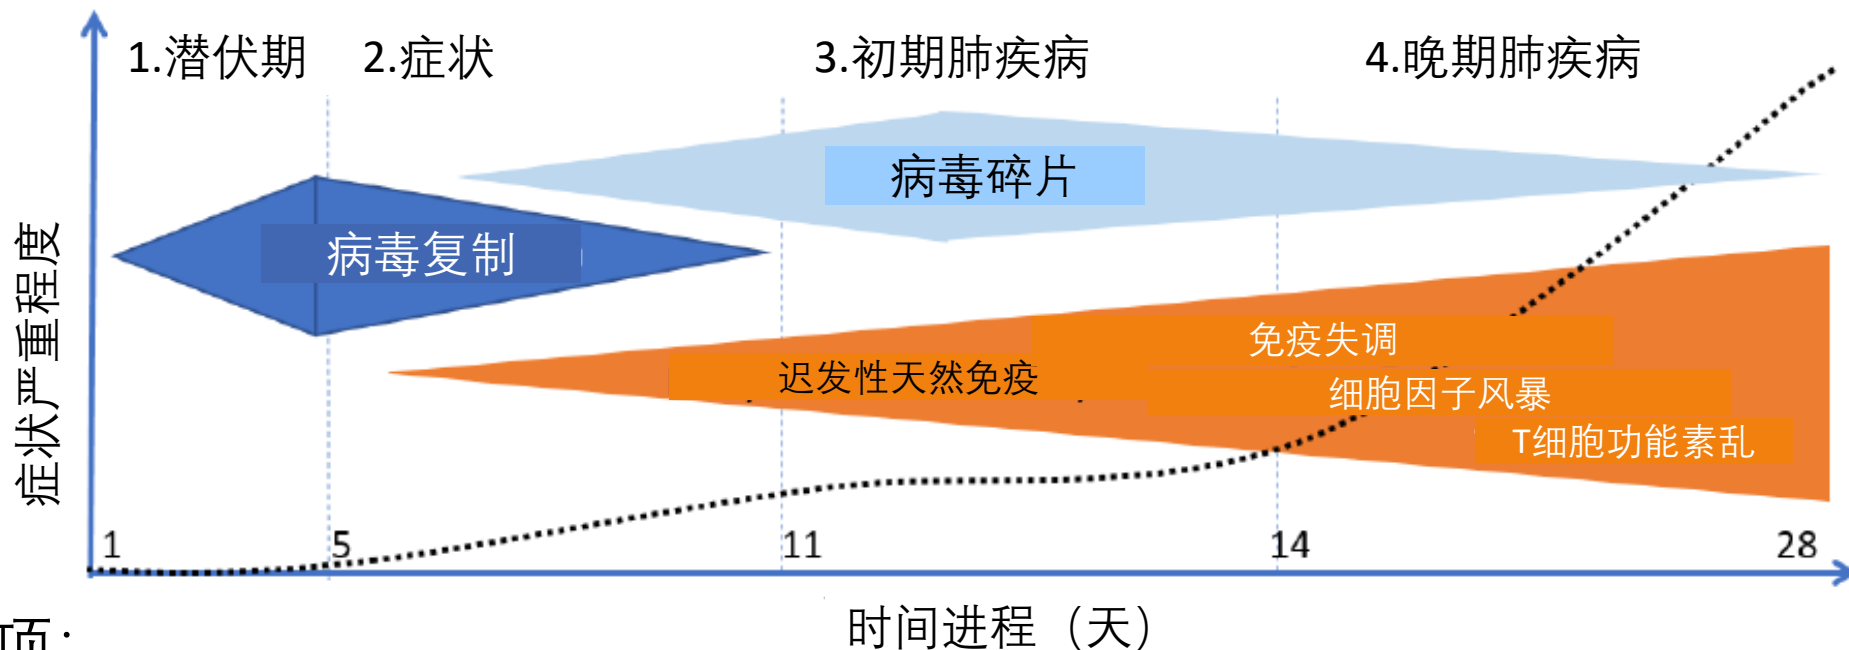 1.潜伏期
2.症状
3.初期肺疾病
4.晚期肺疾病
病毒碎片
病毒复制
症状严重程度
免疫失调
迟发性天然免疫
细胞因子风暴
T细胞功能素乱
1
5
11
14
28
时间进程（天）